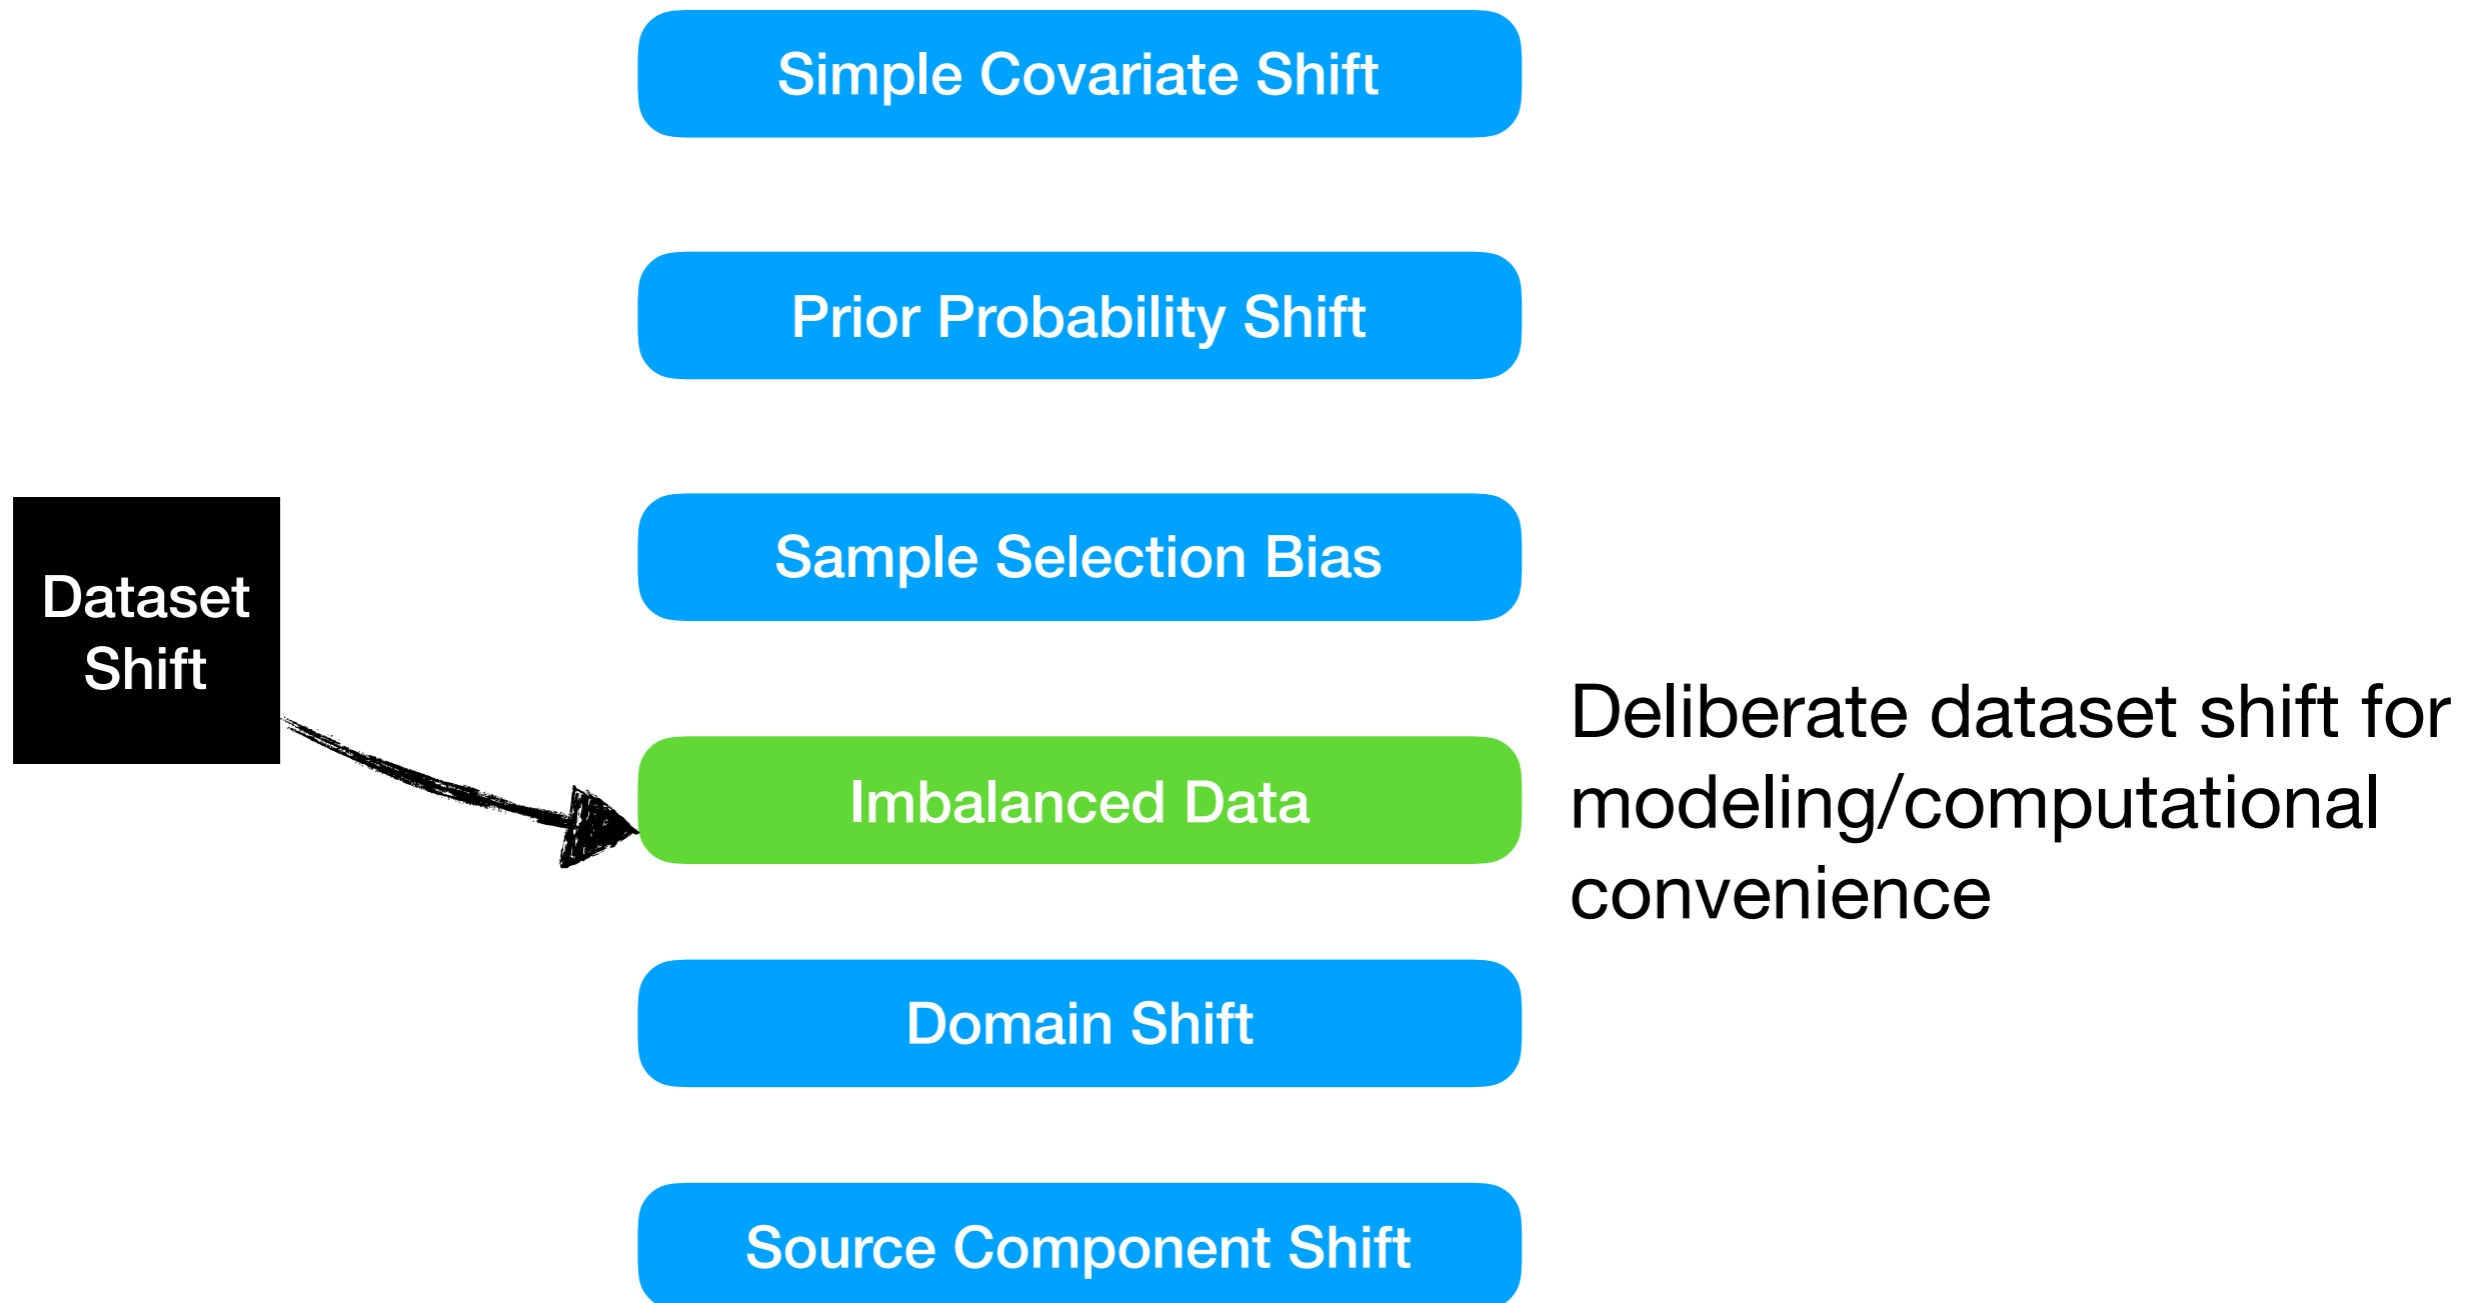 Simple Covariate Shift
Prior Probability Shift
Sample Selection Bias
Dataset
Shift
Imbalanced Data
Deliberate dataset shift for
modeling/computational
convenience
Domain Shift
Source Component Shift